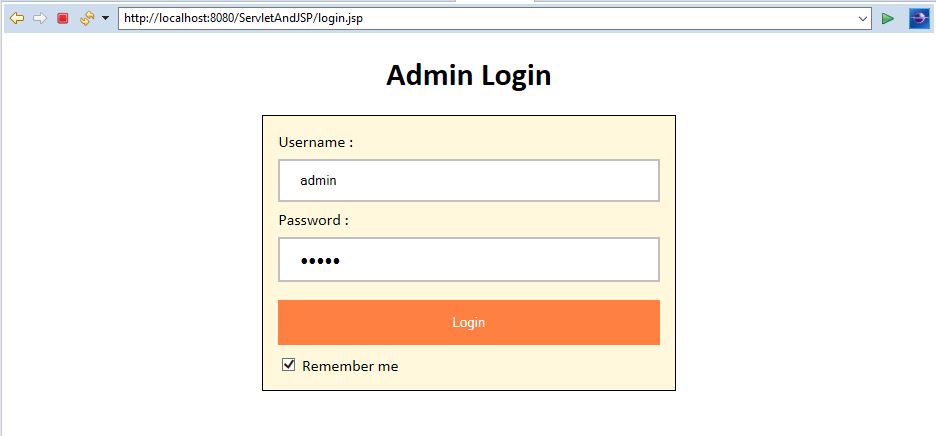 http://localhost:8080/ServletAndJSP/login.jsp
Admin Login
Username :
admin
Password :
•••••
Login
Remember me